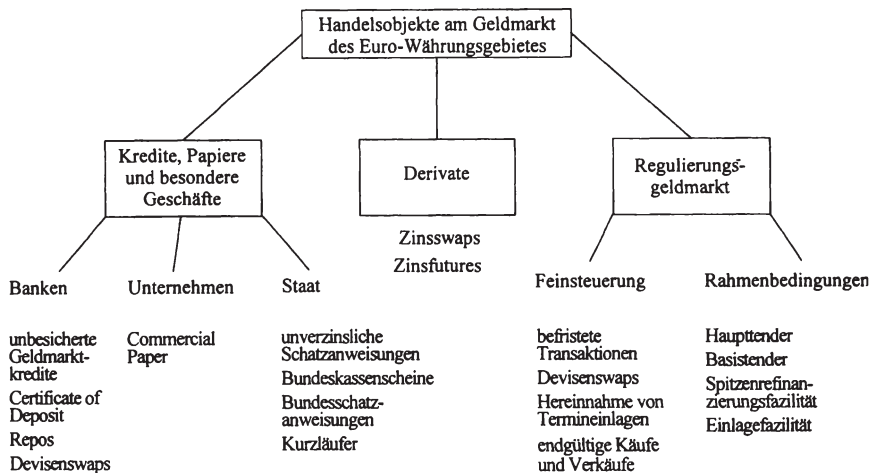 Handelsobjekte am Geldmarkt
des Euro-Währungsgebietes
Kredite, Papiere
und besondere
Geschäfte
Derivate
Regulierungs-
geldmarkt
Zinsswaps
Zinsfutures
Banken
Unternehmen
Staat
Feinsteuerung
Rahmenbedingungen
unbesicherte
Geldmarkt-
kredite
Certificate of
Deposit
Repos
Devisenswaps
Commercial
Paper
unverzinsliche
Schatzanweisungen
Bundeskassenscheine
Bundesschatz-
anweisungen
Kurzläufer
befristete
Transaktionen
Devisenswaps
Hereinnahme von
Termineinlagen
endgültige Käufe
und Verkäufe
Haupttender
Basistender
Spitzenrefinan-
zierungsfazilität
Einlagefazilität